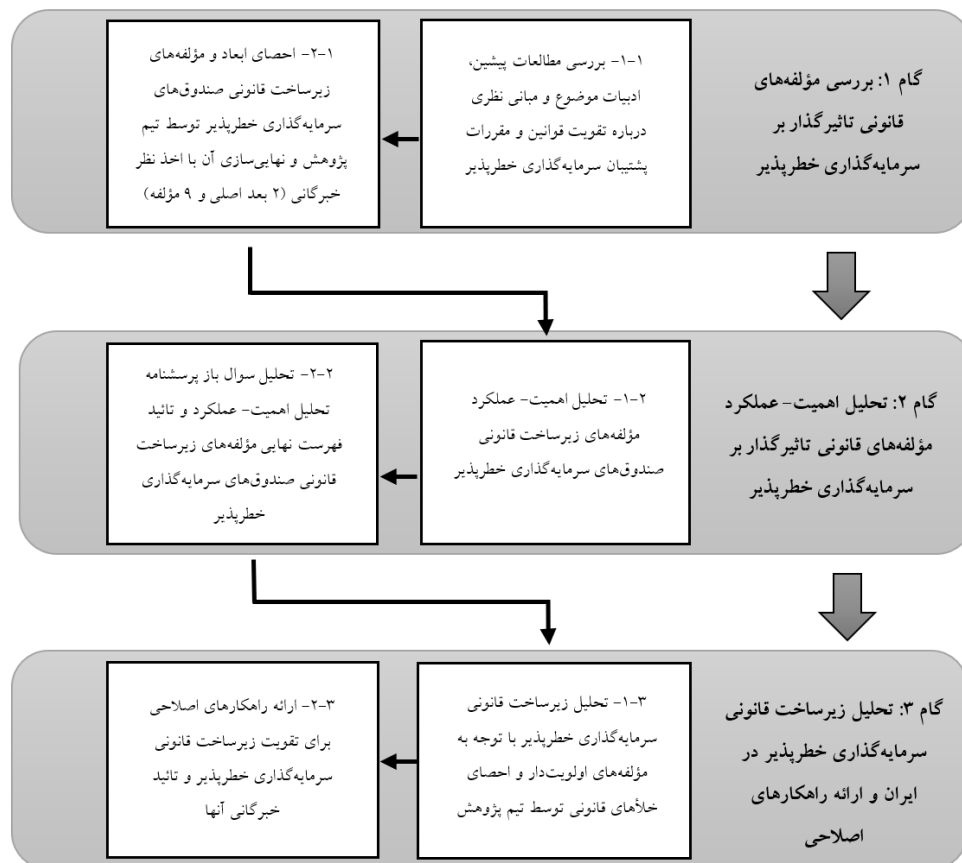 گام ۱: بررسی مؤلفه‌های
قانونی تاثیرگذار بر
سرمایه‌گذاری خطرپذیر
۱-۱- بررسی مطالعات پیشین،
ادبیات موضوع و مبانی نظری
درباره تقویت قوانین و مقررات
پشتیبان سرمایه‌گذاری خطرپذیر
۲-۱- احصای ابعاد و مؤلفه‌های
زیرساخت قانونی صندوق‌های
سرمایه‌گذاری خطرپذیر توسط تیم
پژوهش و نهایی‌سازی آن با اخذ نظر
خبرگانی (۲ بعد اصلی و ۹ مؤلفه)
گام ۲: تحلیل اهمیت- عملکرد
مؤلفه‌های قانونی تاثیرگذار بر
سرمایه‌گذاری خطرپذیر
۱-۲- تحلیل اهمیت- عملکرد
مؤلفه‌های زیرساخت قانونی
صندوق‌های سرمایه‌گذاری خطرپذیر
۲-۲- تحلیل سوال باز پرسشنامه
تحلیل اهمیت- عملکرد و تائید
فهرست نهایی مؤلفه‌های زیرساخت
قانونی صندوق‌های سرمایه‌گذاری
خطرپذیر
گام ۳: تحلیل زیرساخت قانونی
سرمایه‌گذاری خطرپذیر در
ایران و ارائه راهکارهای
اصلاحی
۱-۳- تحلیل زیرساخت قانونی
سرمایه‌گذاری خطرپذیر با توجه به
مؤلفه‌های اولویت‌دار و احصای
خلأهای قانونی توسط تیم پژوهش
۲-۳- ارائه راهکارهای اصلاحی
برای تقویت زیرساخت قانونی
سرمایه‌گذاری خطرپذیر و تائید
خبرگانی آنها